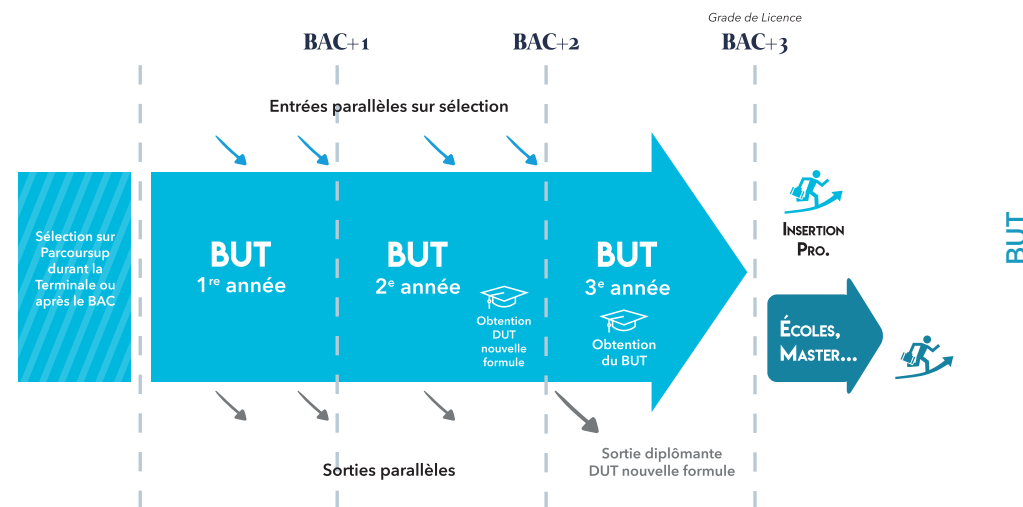 Grade de Licence
BAC+1
BAC+2
BAC+3
Entrées parallèles sur sélection
Sélection sur
Parcoursup
durant la
Terminale ou
après le BAC
BUT
1re année
BUT
2e année
Obtention
DUT
nouvelle
formule
BUT
3e année
Obtention
du BUT
Insertion
Pro.
Écoles,
Master...
BUT
Sorties parallèles
Sortie diplômante
DUT nouvelle formule